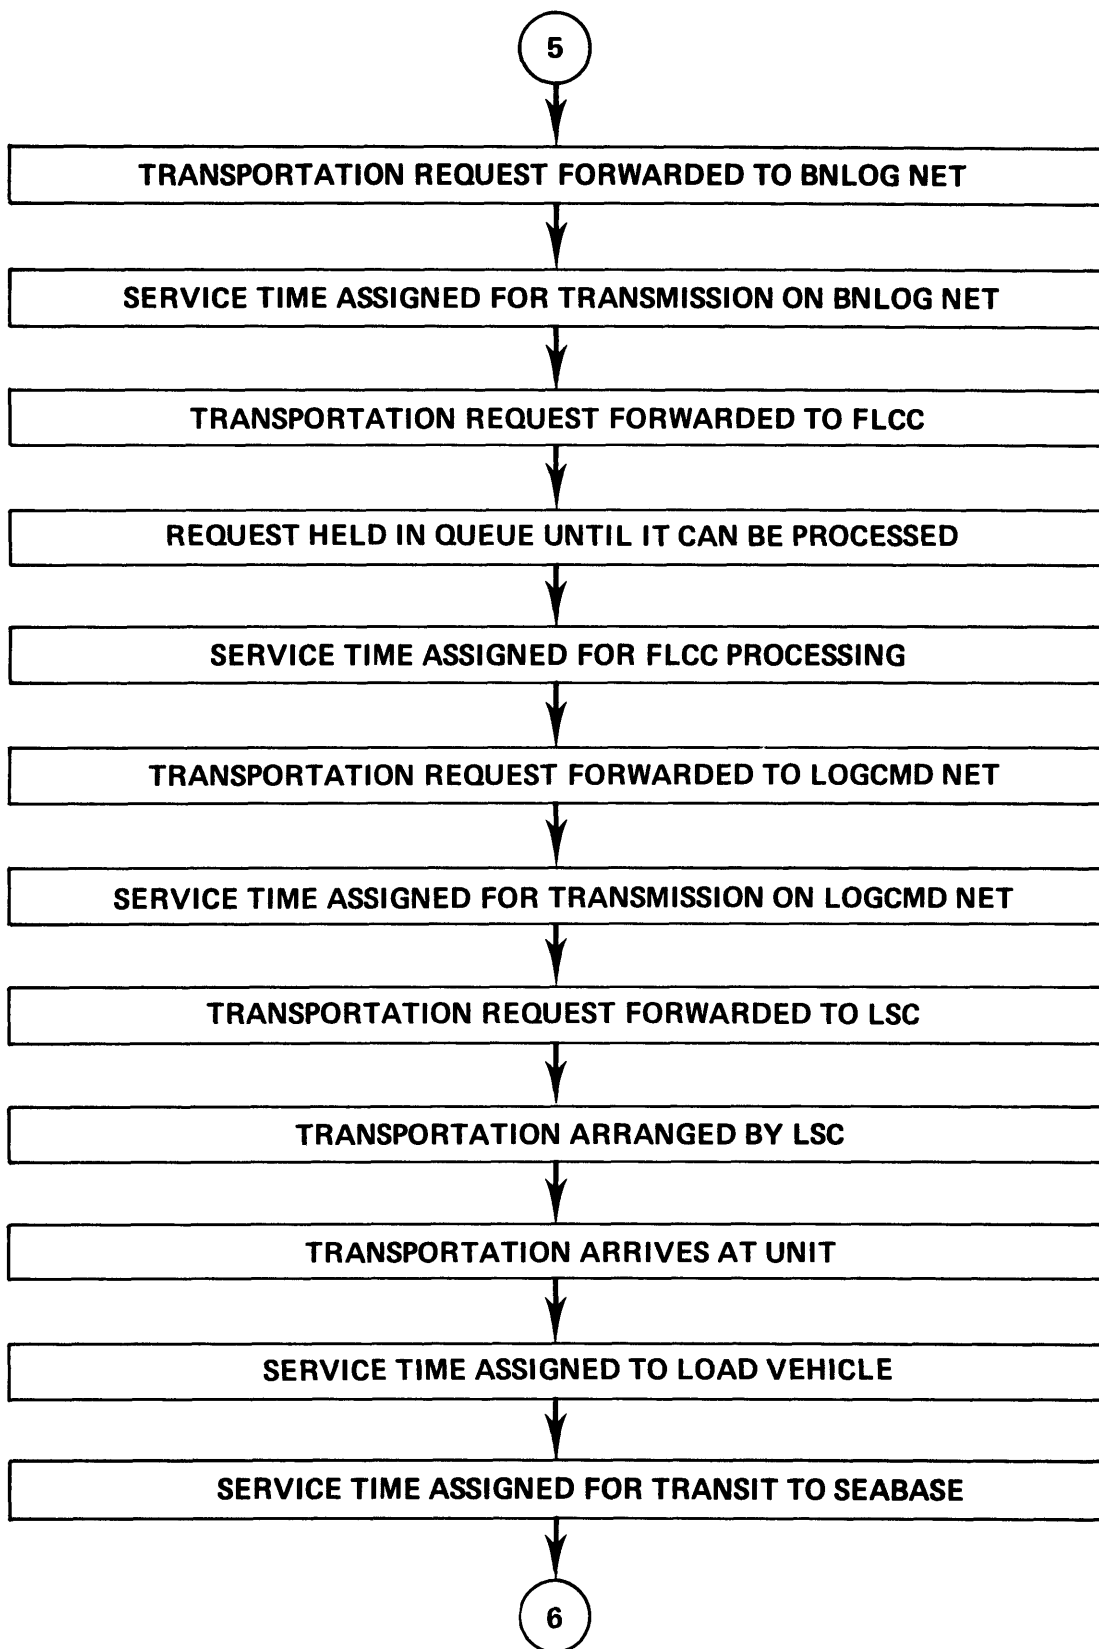 5
TRANSPORTATION REQUEST FORWARDED TO BNLOG NET
SERVICE TIME ASSIGNED FOR TRANSMISSION ON BNLOG NET
TRANSPORTATION REQUEST FORWARDED TO FLCC
REQUEST HELD IN QUEUE UNTIL IT CAN BE PROCESSED
SERVICE TIME ASSIGNED FOR FLCC PROCESSING
TRANSPORTATION REQUEST FORWARDED TO LOGCMD NET
SERVICE TIME ASSIGNED FOR TRANSMISSION ON LOGCMD NET
TRANSPORTATION REQUEST FORWARDED TO LSC
TRANSPORTATION ARRANGED BY LSC
TRANSPORTATION ARRIVES AT UNIT
SERVICE TIME ASSIGNED TO LOAD VEHICLE
SERVICE TIME ASSIGNED FOR TRANSIT TO SEABASE
6